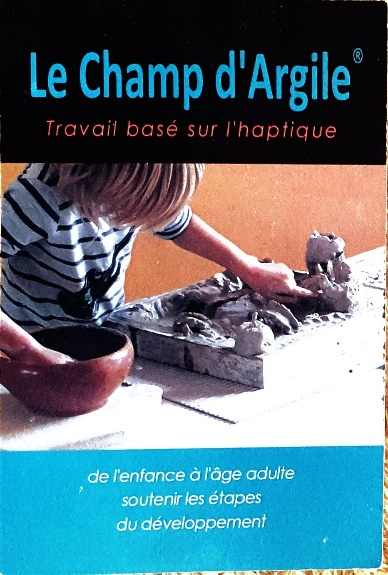 Le Champ d'Argile®
Travail basé sur l'haptique
de l'enfance à l'âge adulte
soutenir les étapes
du développement